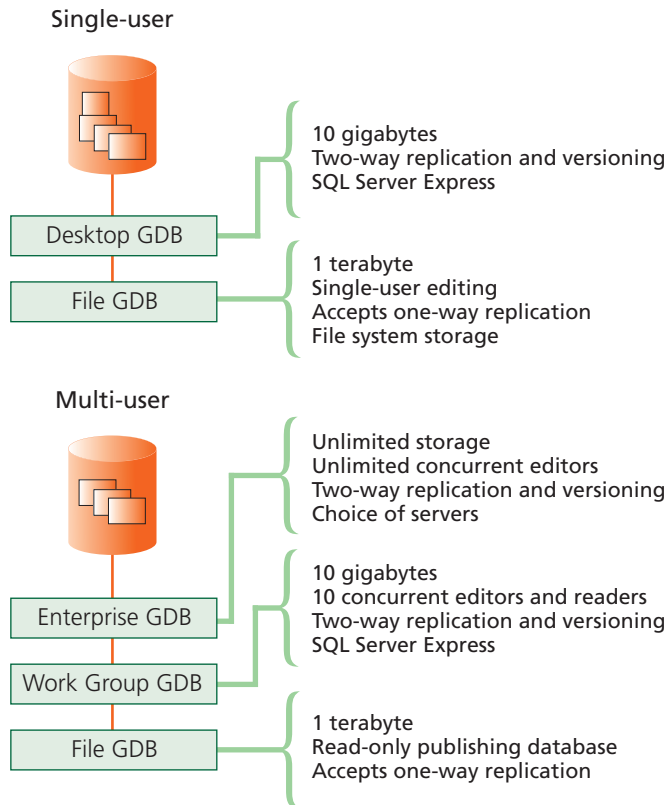 Single-user
10 gigabytes
Two-way replication and versioning
SQL Server Express
Desktop GDB
1 terabyte
Single-user editing
Accepts one-way replication
File system storage
File GDB
Multi-user
Unlimited storage
Unlimited concurrent editors
Two-way replication and versioning
Choice of servers
Enterprise GDB
10 gigabytes
10 concurrent editors and readers
Two-way replication and versioning
SQL Server Express
Work Group GDB
1 terabyte
Read-only publishing database
Accepts one-way replication
File GDB